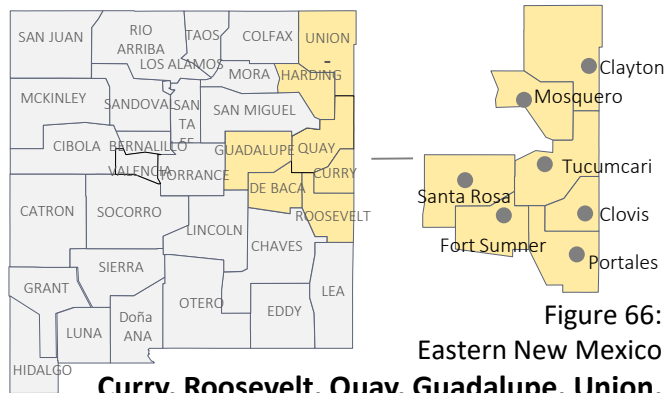 SAN JUAN
RIO
ARRIBA
TAOS
COLFAX
UNION
LOS ALAMOS
MORA
HARDING
MCKINLEY
SANDOVAL
SAN
TA
FE
SAN MIGUEL
CIBOLA
BERNALILLO
GUADALUPE
QUAY
VALENCIA
TORRANCE
CURRY
DE BACA
CATRON
SOCORRO
ROOSEVELT
LINCOLN
CHAVES
SIERRA
GRANT
OTERO
LEA
EDDY
LUNA
Doña
ANA
HIDALGO
Clayton
Mosquero
Tucumcari
Santa Rosa
Clovis
Fort Sumner
Portales
Figure 66:
Eastern New Mexico
Curry, Roosevelt, Quay, Guadalupe, Union,